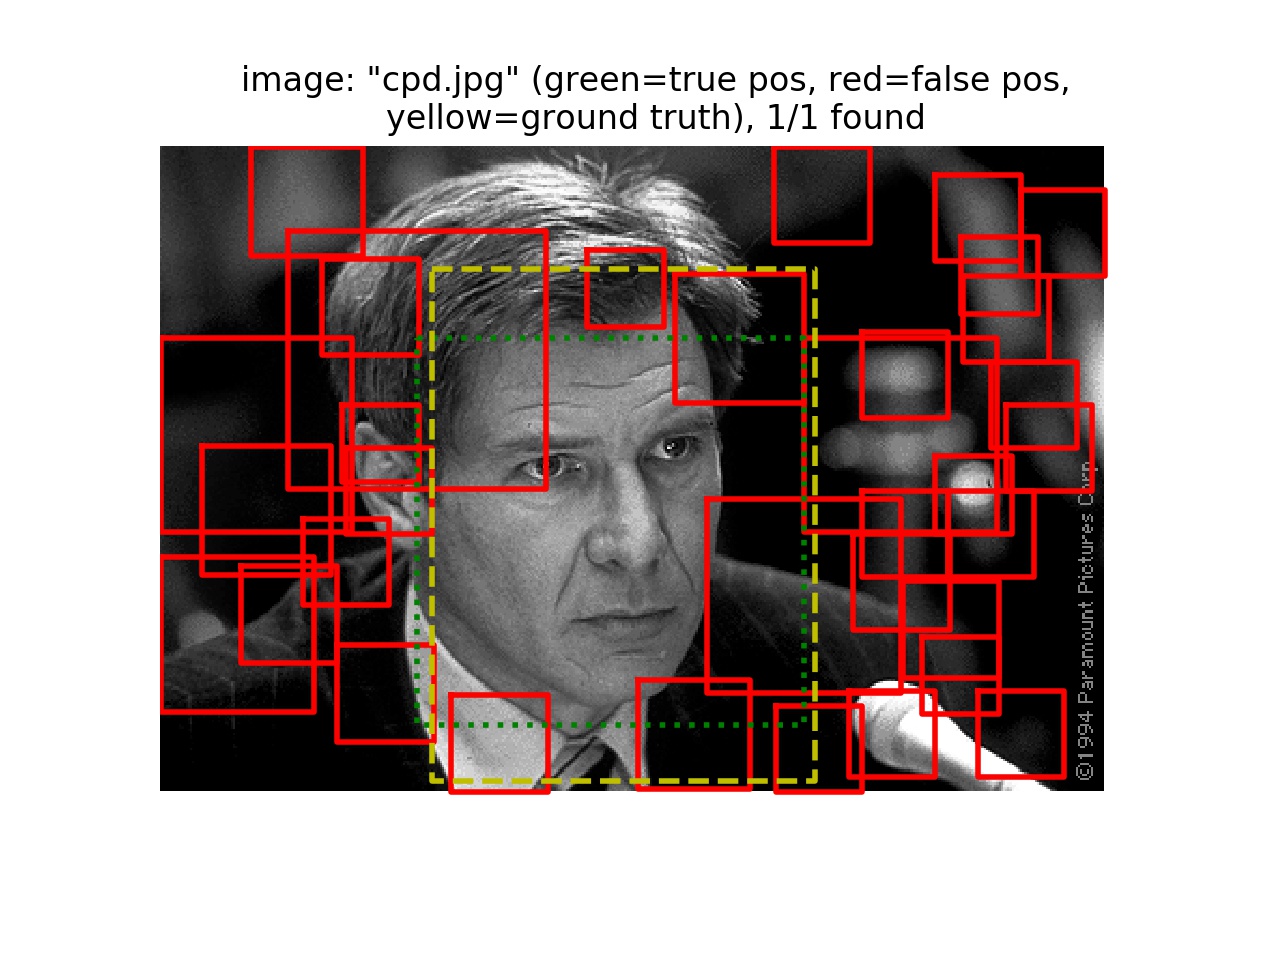 image: "cpd.jpg" (green=true pos, red=false pos,
yellow=ground truth), 1/1 found
©1994 Paramount Pictures Corp